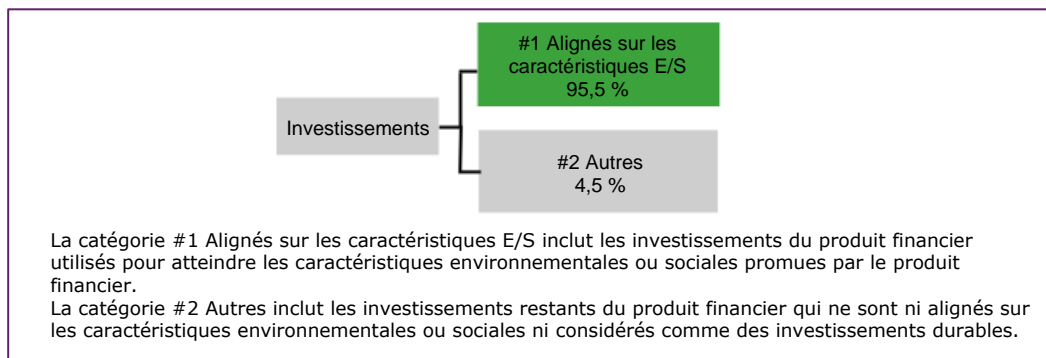 #1 Alignés sur les
caractéristiques E/S
95,5 %
Investissements
#2 Autres
4,5 %
La catégorie #1 Alignés sur les caractéristiques E/S inclut les investissements du produit financier
utilisés pour atteindre les caractéristiques environnementales ou sociales promues par le produit
financier.
La catégorie #2 Autres inclut les investissements restants du produit financier qui ne sont ni alignés sur
les caractéristiques environnementales ou sociales ni considérés comme des investissements durables.